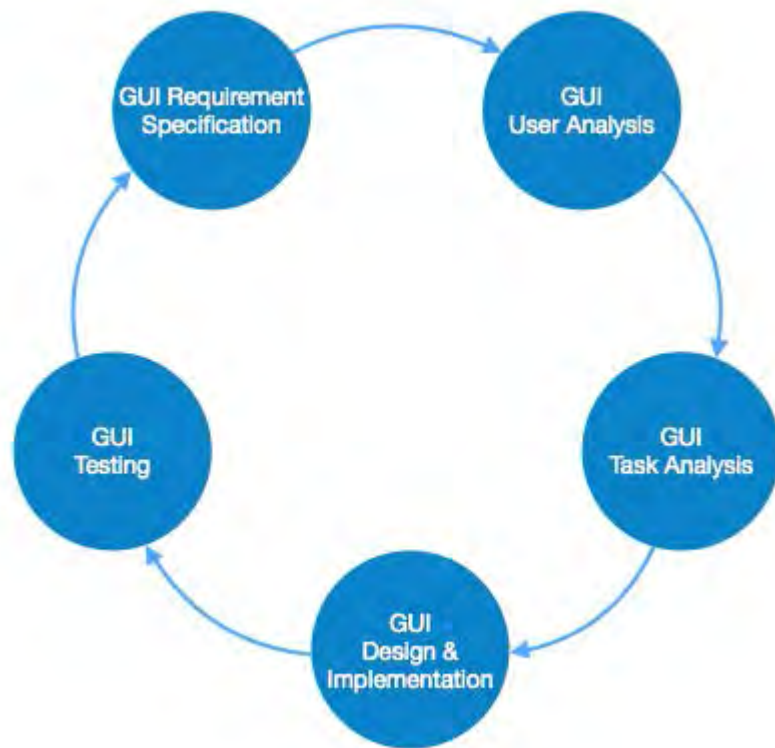 GUI Requirement
Specification
GUI
User Analysis
GUI
Task Analysis
GUI
Design &
Implementation
GUI
Testing